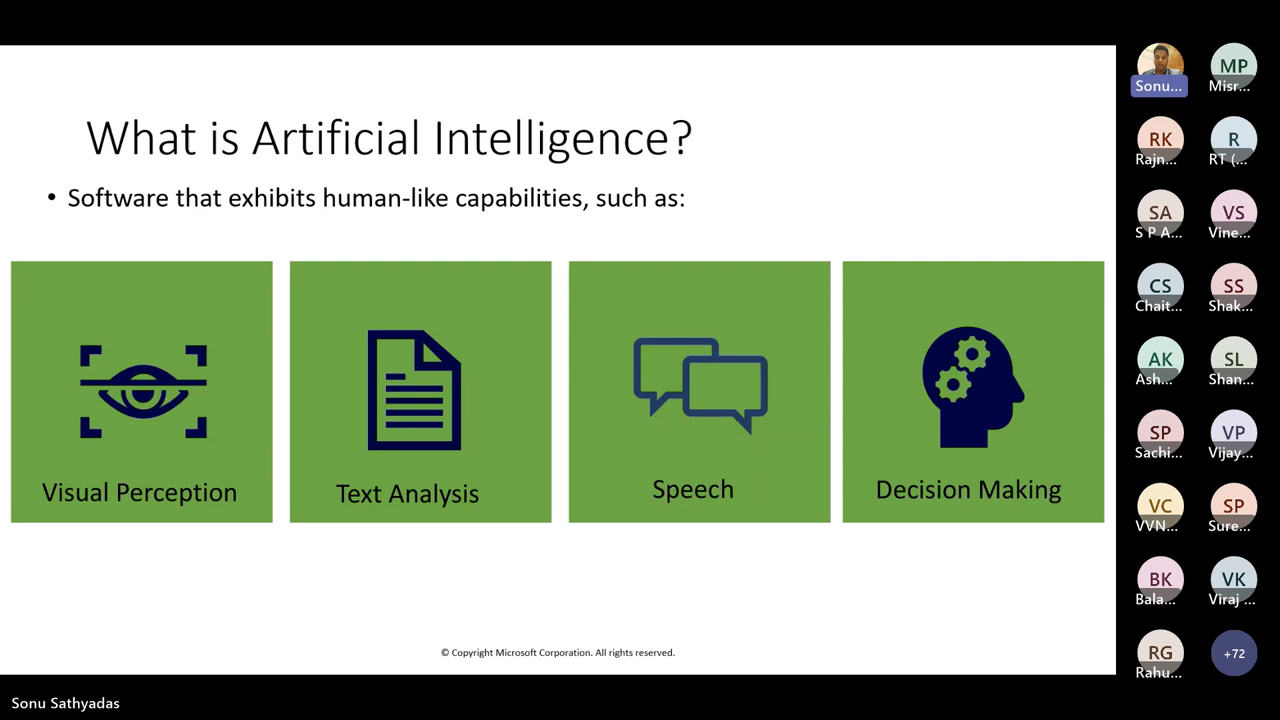 What is Artificial Intelligence?
• Software that exhibits human-like capabilities, such as:
Visual Perception
Text Analysis
Speech
Decision Making
© Copyright Microsoft Corporation. All rights reserved.
Sonu Sathyadas
Sonu...
MP
Misr...
RK
Rajn...
R
RT (...
SA
S P A...
VS
Vine...
CS
Chait...
SS
Shak...
AK
Ash...
SL
Shan...
SP
Sachi...
VP
Vijay...
VC
VVN...
SP
Sure...
BK
Bala...
VK
Viraj ...
RG
Rahu...
+72